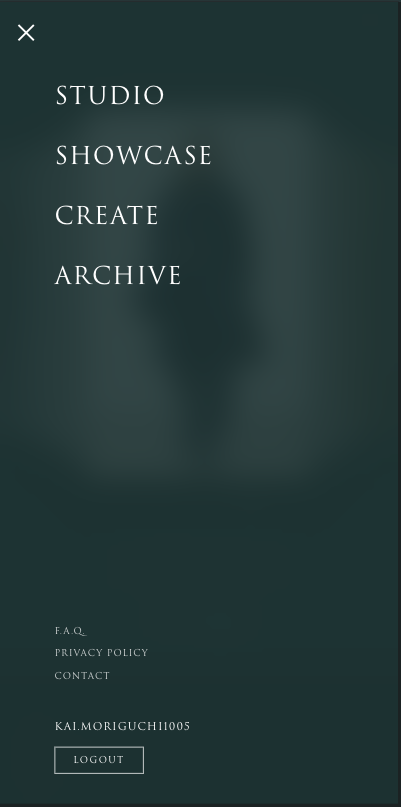 STUDIO
SHOWCASE
CREATE
ARCHIVE
F.A.Q.
PRIVACY POLICY
CONTACT
KAI.MORIGUCHI1005
LOGOUT